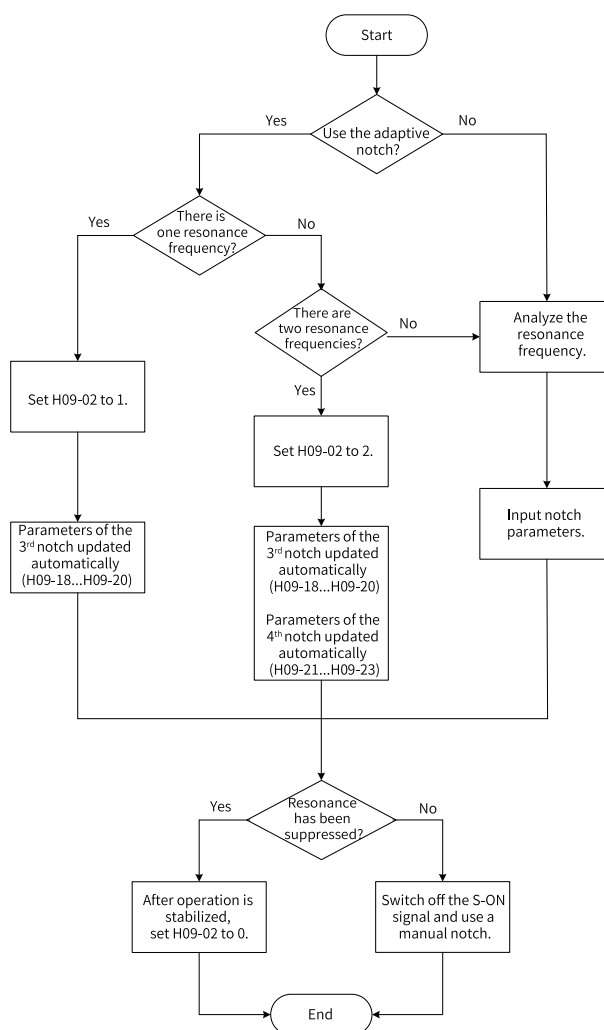 Start
Yes
No
Use the adaptive
notch?
Yes
There is
one resonance
frequency?
No
There are
two resonance
frequencies?
No
Analyze the
resonance
frequency.
Yes
Set H09-02 to 1.
Set H09-02 to 2.
Input notch
parameters.
Parameters of the
3rd notch updated
automatically
(H09-18...H09-20)
Parameters of the
3rd notch updated
automatically
(H09-18...H09-20)
Parameters of the
4th notch updated
automatically
(H09-21...H09-23)
Yes
Resonance
has been
suppressed?
No
After operation is
stabilized,
set H09-02 to 0.
Switch off the S-ON
signal and use a
manual notch.
End